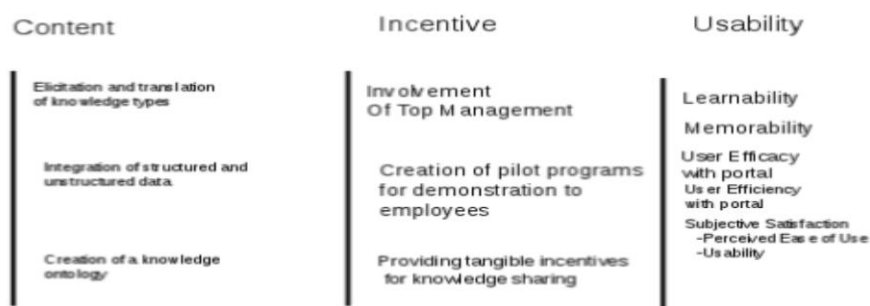 Content
Elicitation and translation
of knowledge types
Integration of structured and
unstructured data
Creation of a knowledge
ontology
Incentive
Involvement
Of Top Management
Creation of pilot programs
for demonstration to
employees
Providing tangible incentives
for knowledge sharing
Usability
Learnability
Memorability
User Efficacy
with portal
User Efficiency
with portal
Subjective Satisfaction
-Perceived Ease of Use
-Usability